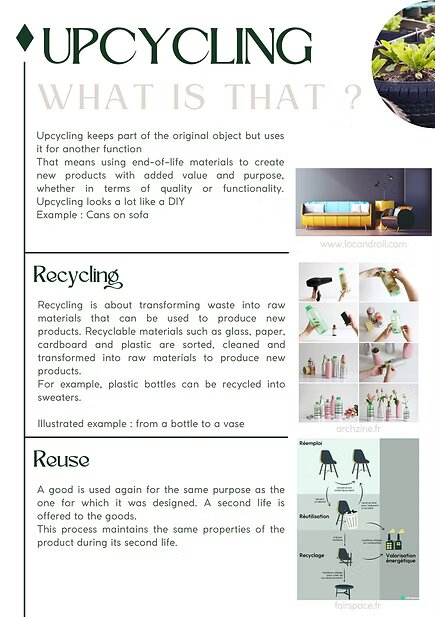 UPCYCLING
WHAT IS THAT ?
Upcycling keeps part of the original object but uses
it for another function
That means using end-of-life materials to create
new products with added value and purpose,
whether in terms of quality or functionality.
Upcycling looks a lot like a DIY
Example : Cans on sofa
www.locandroll.com
Recycling
Recycling is about transforming waste into raw
materials that can be used to produce new
products. Recyclable materials such as glass, paper,
cardboard and plastic are sorted, cleaned and
transformed into raw materials to produce new
products.
For example, plastic bottles can be recycled into
sweaters.
Illustrated example : from a bottle to a vase
archzine.fr
Reuse
A good is used again for the same purpose as the
one for which it was designed. A second life is
offered to the goods.
This process maintains the same properties of the
product during its second life.
Réemploi
Réutilisation
Recyclage
Valorisation
énergétique
fairspace.fr